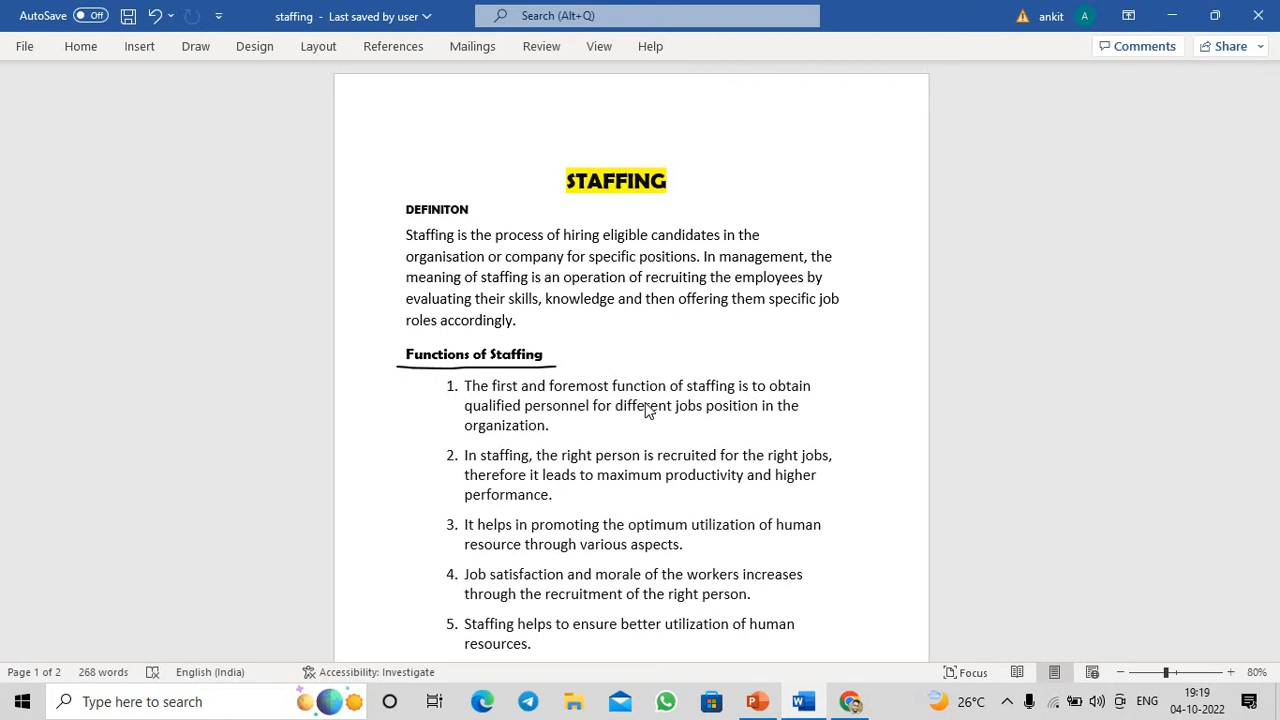 AutoSave Off staffing - Last saved by user Search (Alt+Q) ankit A
File Home Insert Draw Design Layout References Mailings Review View Help Comments Share
STAFFING
DEFINITON
Staffing is the process of hiring eligible candidates in the
organisation or company for specific positions. In management, the
meaning of staffing is an operation of recruiting the employees by
evaluating their skills, knowledge and then offering them specific job
roles accordingly.
Functions of Staffing
1. The first and foremost function of staffing is to obtain
qualified personnel for different jobs position in the
organization.
2. In staffing, the right person is recruited for the right jobs,
therefore it leads to maximum productivity and higher
performance.
3. It helps in promoting the optimum utilization of human
resource through various aspects.
4. Job satisfaction and morale of the workers increases
through the recruitment of the right person.
5. Staffing helps to ensure better utilization of human
resources.
Page 1 of 2 268 words English (India) Accessibility: Investigate Focus 80%
Type here to search 26°C ENG 19:19
04-10-2022